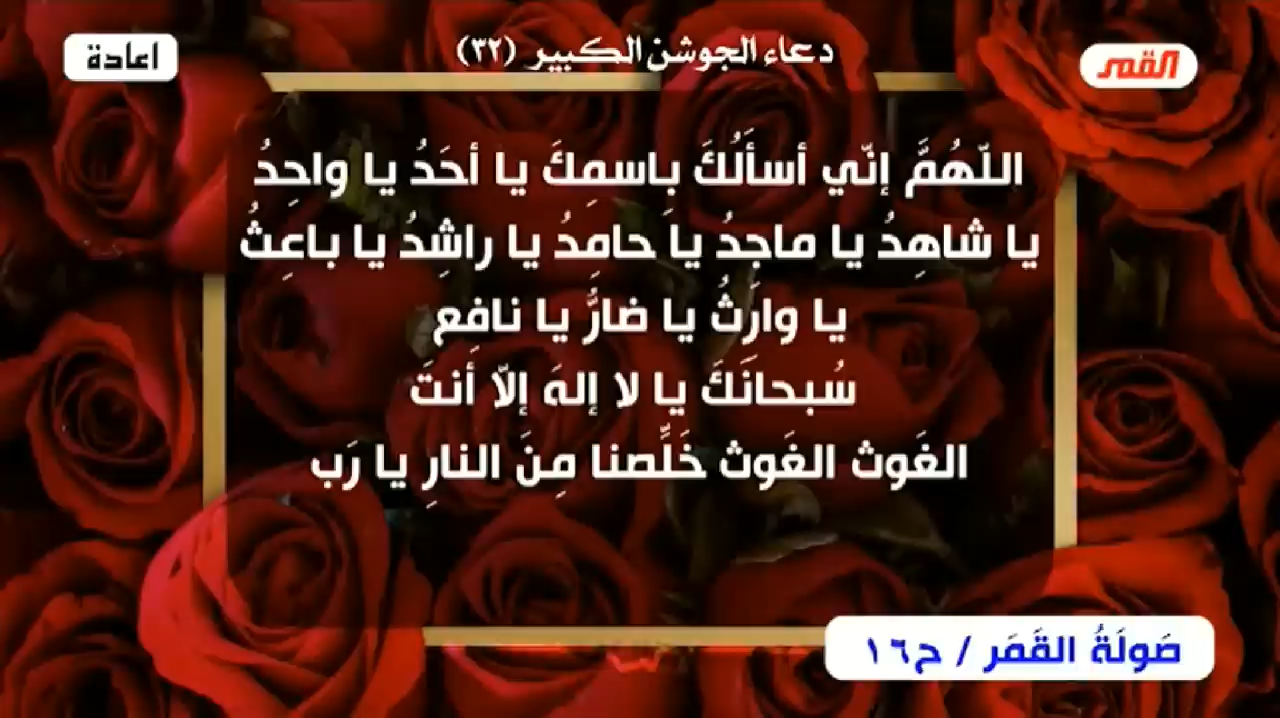 اعادة
دعاء الجوشن الكبير (٣٢)
القمر
اللّهُمَّ إنّي أسأَلُكَ بِاسمِكَ يا أحَدُ يا واحِدُ
يا شاهِدُ يا ماجِدُ يا حامِدُ يا راشِدُ يا باعِثُ
يا وارِثُ يا ضارُّ يا نافِع
سُبحانَكَ يا لا إلهَ إلاّ أنتَ
الغَوث الغَوث خَلِّصنا مِنَ النارِ يا رَب
صَولَةُ القَمَر / ح١٦